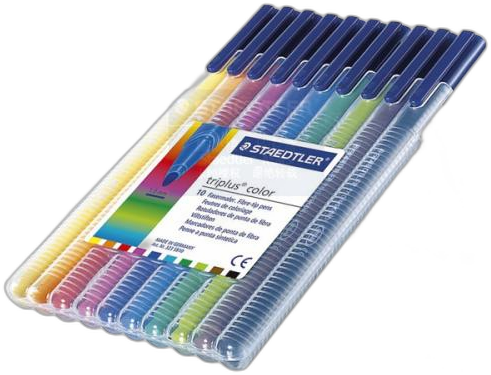 STAEDTLER
triplus® color
10 Fasermaler, Fibre-tip pens
Feutres de coloriage
Rotuladores de punta de fibra
Viltstiften
Marcadores de ponta de fibra
Penne a punta sintetica
MADE IN GERMANY
CE